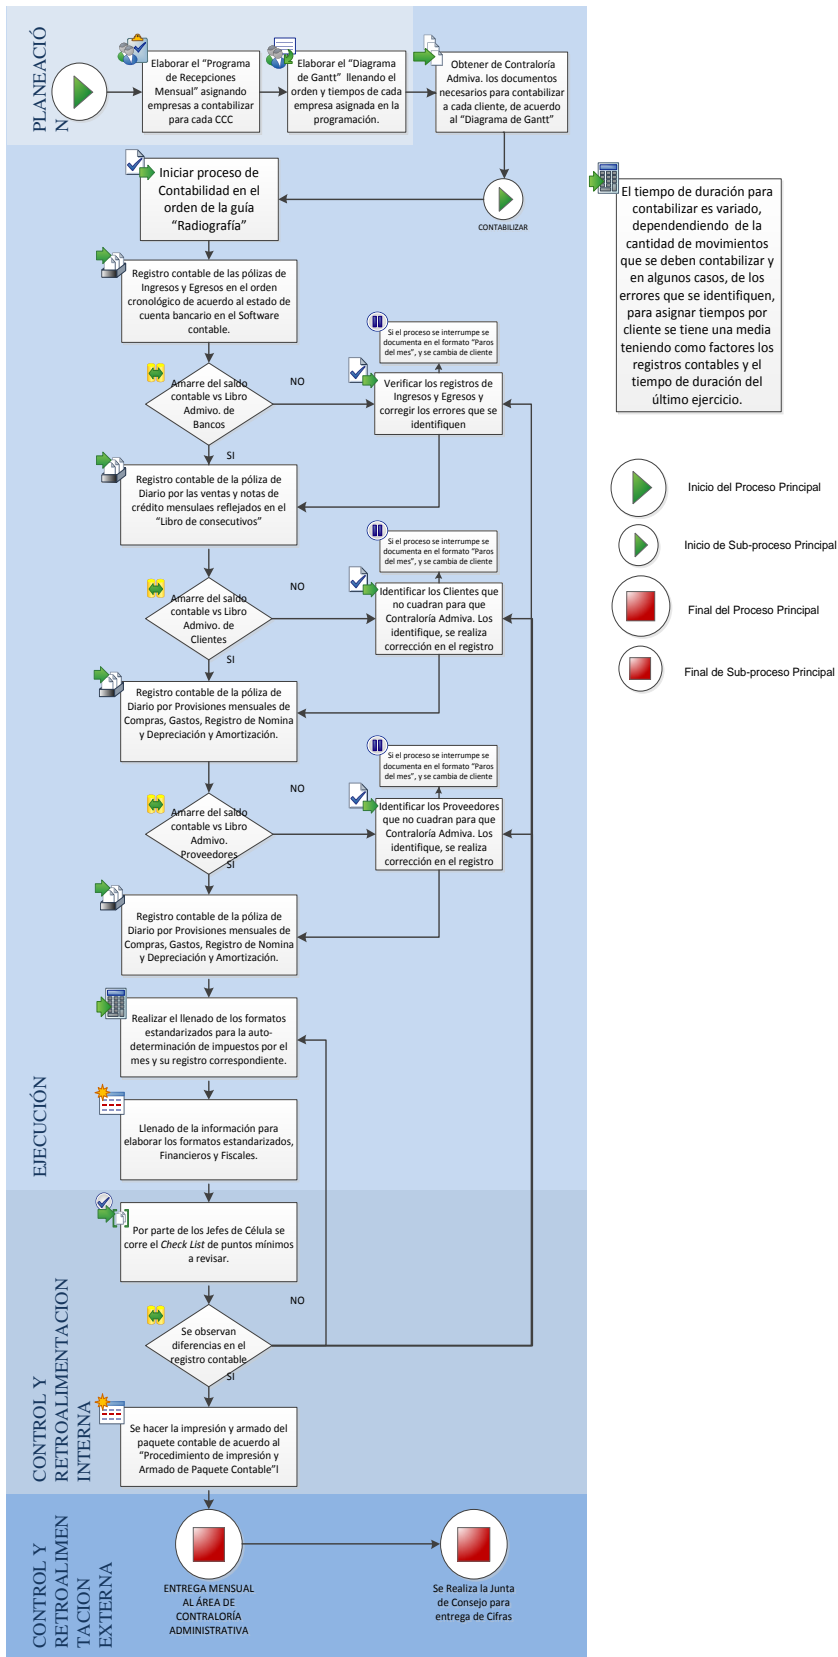 PLANEACIÓ
N
Elaborar el “Programa
de Recepciones
Mensual” asignando
empresas a contabilizar
para cada CCC
Elaborar el “Diagrama
de Gantt” llenando el
orden y tiempos de cada
empresa asignada en la
programación.
Obtener de Contraloría
Admiva. los documentos
necesarios para contabilizar
a cada cliente, de acuerdo
al “Diagrama de Gantt”
CONTABILIZAR
Iniciar proceso de
Contabilidad en el
orden de la guía
“Radiografía”
El tiempo de duración para
contabilizar es variado,
dependendiendo de la
cantidad de movimientos
que se deben contabilizar y
en algunos casos, de los
errores que se identifiquen,
para asignar tiempos por
cliente se tiene una media
teniendo como factores los
registros contables y el
tiempo de duración del
último ejercicio.
EJECUCIÓN
Registro contable de las pólizas de
Ingresos y Egresos en el orden
cronológico de acuerdo al estado de
cuenta bancario en el Software
contable.
Si el proceso se interrumpe se
documenta en el formato “Paros
del mes”, y se cambia de cliente
Amarre del saldo
contable vs Libro
Admivo. de
Bancos
NO
SI
Verificar los registros de
Ingresos y Egresos y
corregir los errores que se
identifiquen
Registro contable de la póliza de
Diario por las ventas y notas de
crédito mensulaes reflejados en el
“Libro de consecutivos”
Si el proceso se interrumpe se
documenta en el formato “Paros
del mes”, y se cambia de cliente
Amarre del saldo
contable vs Libro
Admivo. de
Clientes
NO
SI
Identificar los Clientes que
no cuadran para que
Contraloría Admiva. Los
identifique, se realiza
corrección en el registro
Registro contable de la póliza de
Diario por Provisiones mensuales de
Compras, Gastos, Registro de Nomina
y Depreciación y Amortización.
Si el proceso se interrumpe se
documenta en el formato “Paros
del mes”, y se cambia de cliente
Amarre del saldo
contable vs Libro
Admivo.
Proveedores
NO
SI
Identificar los Proveedores
que no cuadran para que
Contraloría Admiva. Los
identifique, se realiza
corrección en el registro
Registro contable de la póliza de
Diario por Provisiones mensuales de
Compras, Gastos, Registro de Nomina
y Depreciación y Amortización.
Realizar el llenado de los formatos
estandarizados para la auto-
determinación de impuestos por el
mes y su registro correspondiente.
Llenado de la información para
elaborar los formatos estandarizados,
Financieros y Fiscales.
CONTROL Y
RETROALIMENTACION
INTERNA
Por parte de los Jefes de Célula se
corre el Check List de puntos mínimos
a revisar.
Se observan
diferencias en el
registro contable
NO
SI
Se hacer la impresión y armado del
paquete contable de acuerdo al
“Procedimiento de impresión y
Armado de Paquete Contable”l
CONTROL Y
RETROALIMEN
TACION
EXTERNA
ENTREGA MENSUAL
AL ÁREA DE
CONTRALORÍA
ADMINISTRATIVA
Se Realiza la Junta
de Consejo para
entrega de Cifras
Inicio del Proceso Principal
Inicio de Sub-proceso Principal
Final del Proceso Principal
Final de Sub-proceso Principal